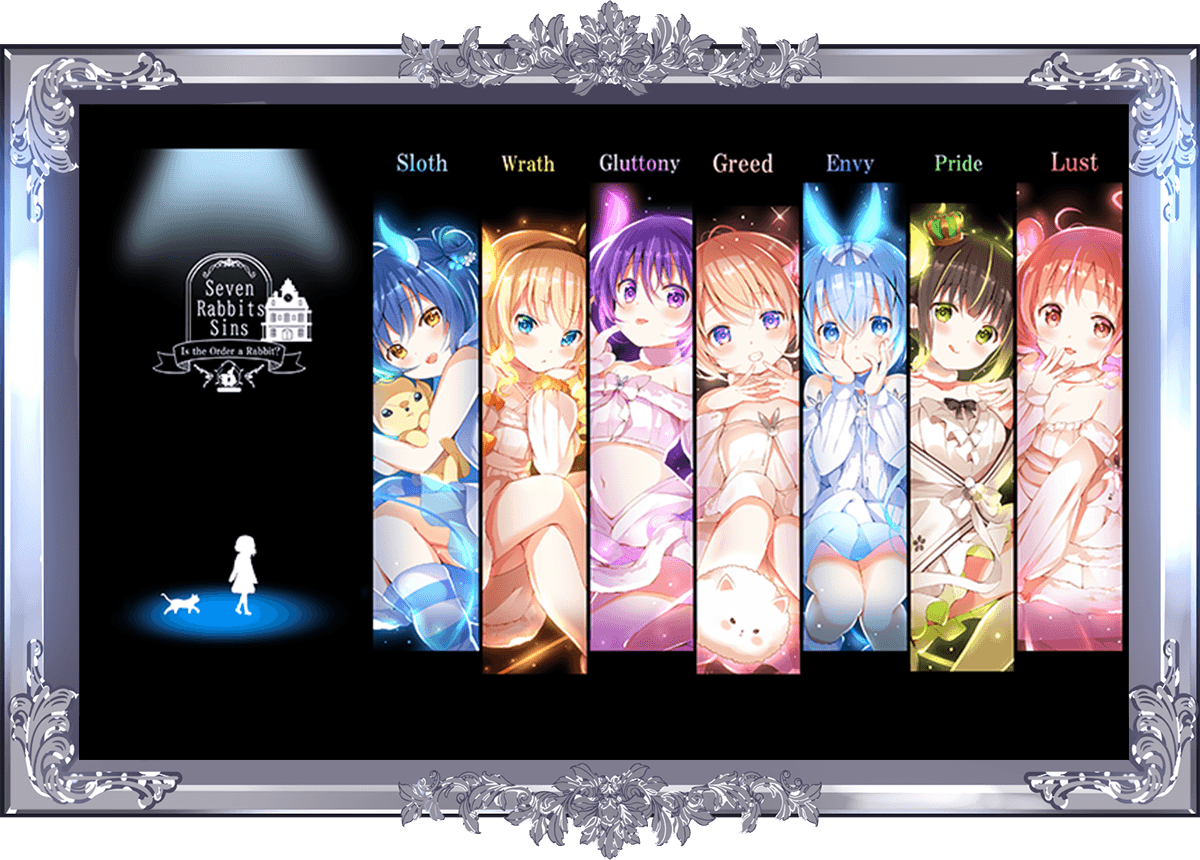 Seven
Rabbits
Sins
Is the Order a Rabbit?
Sloth
Wrath
Gluttony
Greed
Envy
Pride
Lust